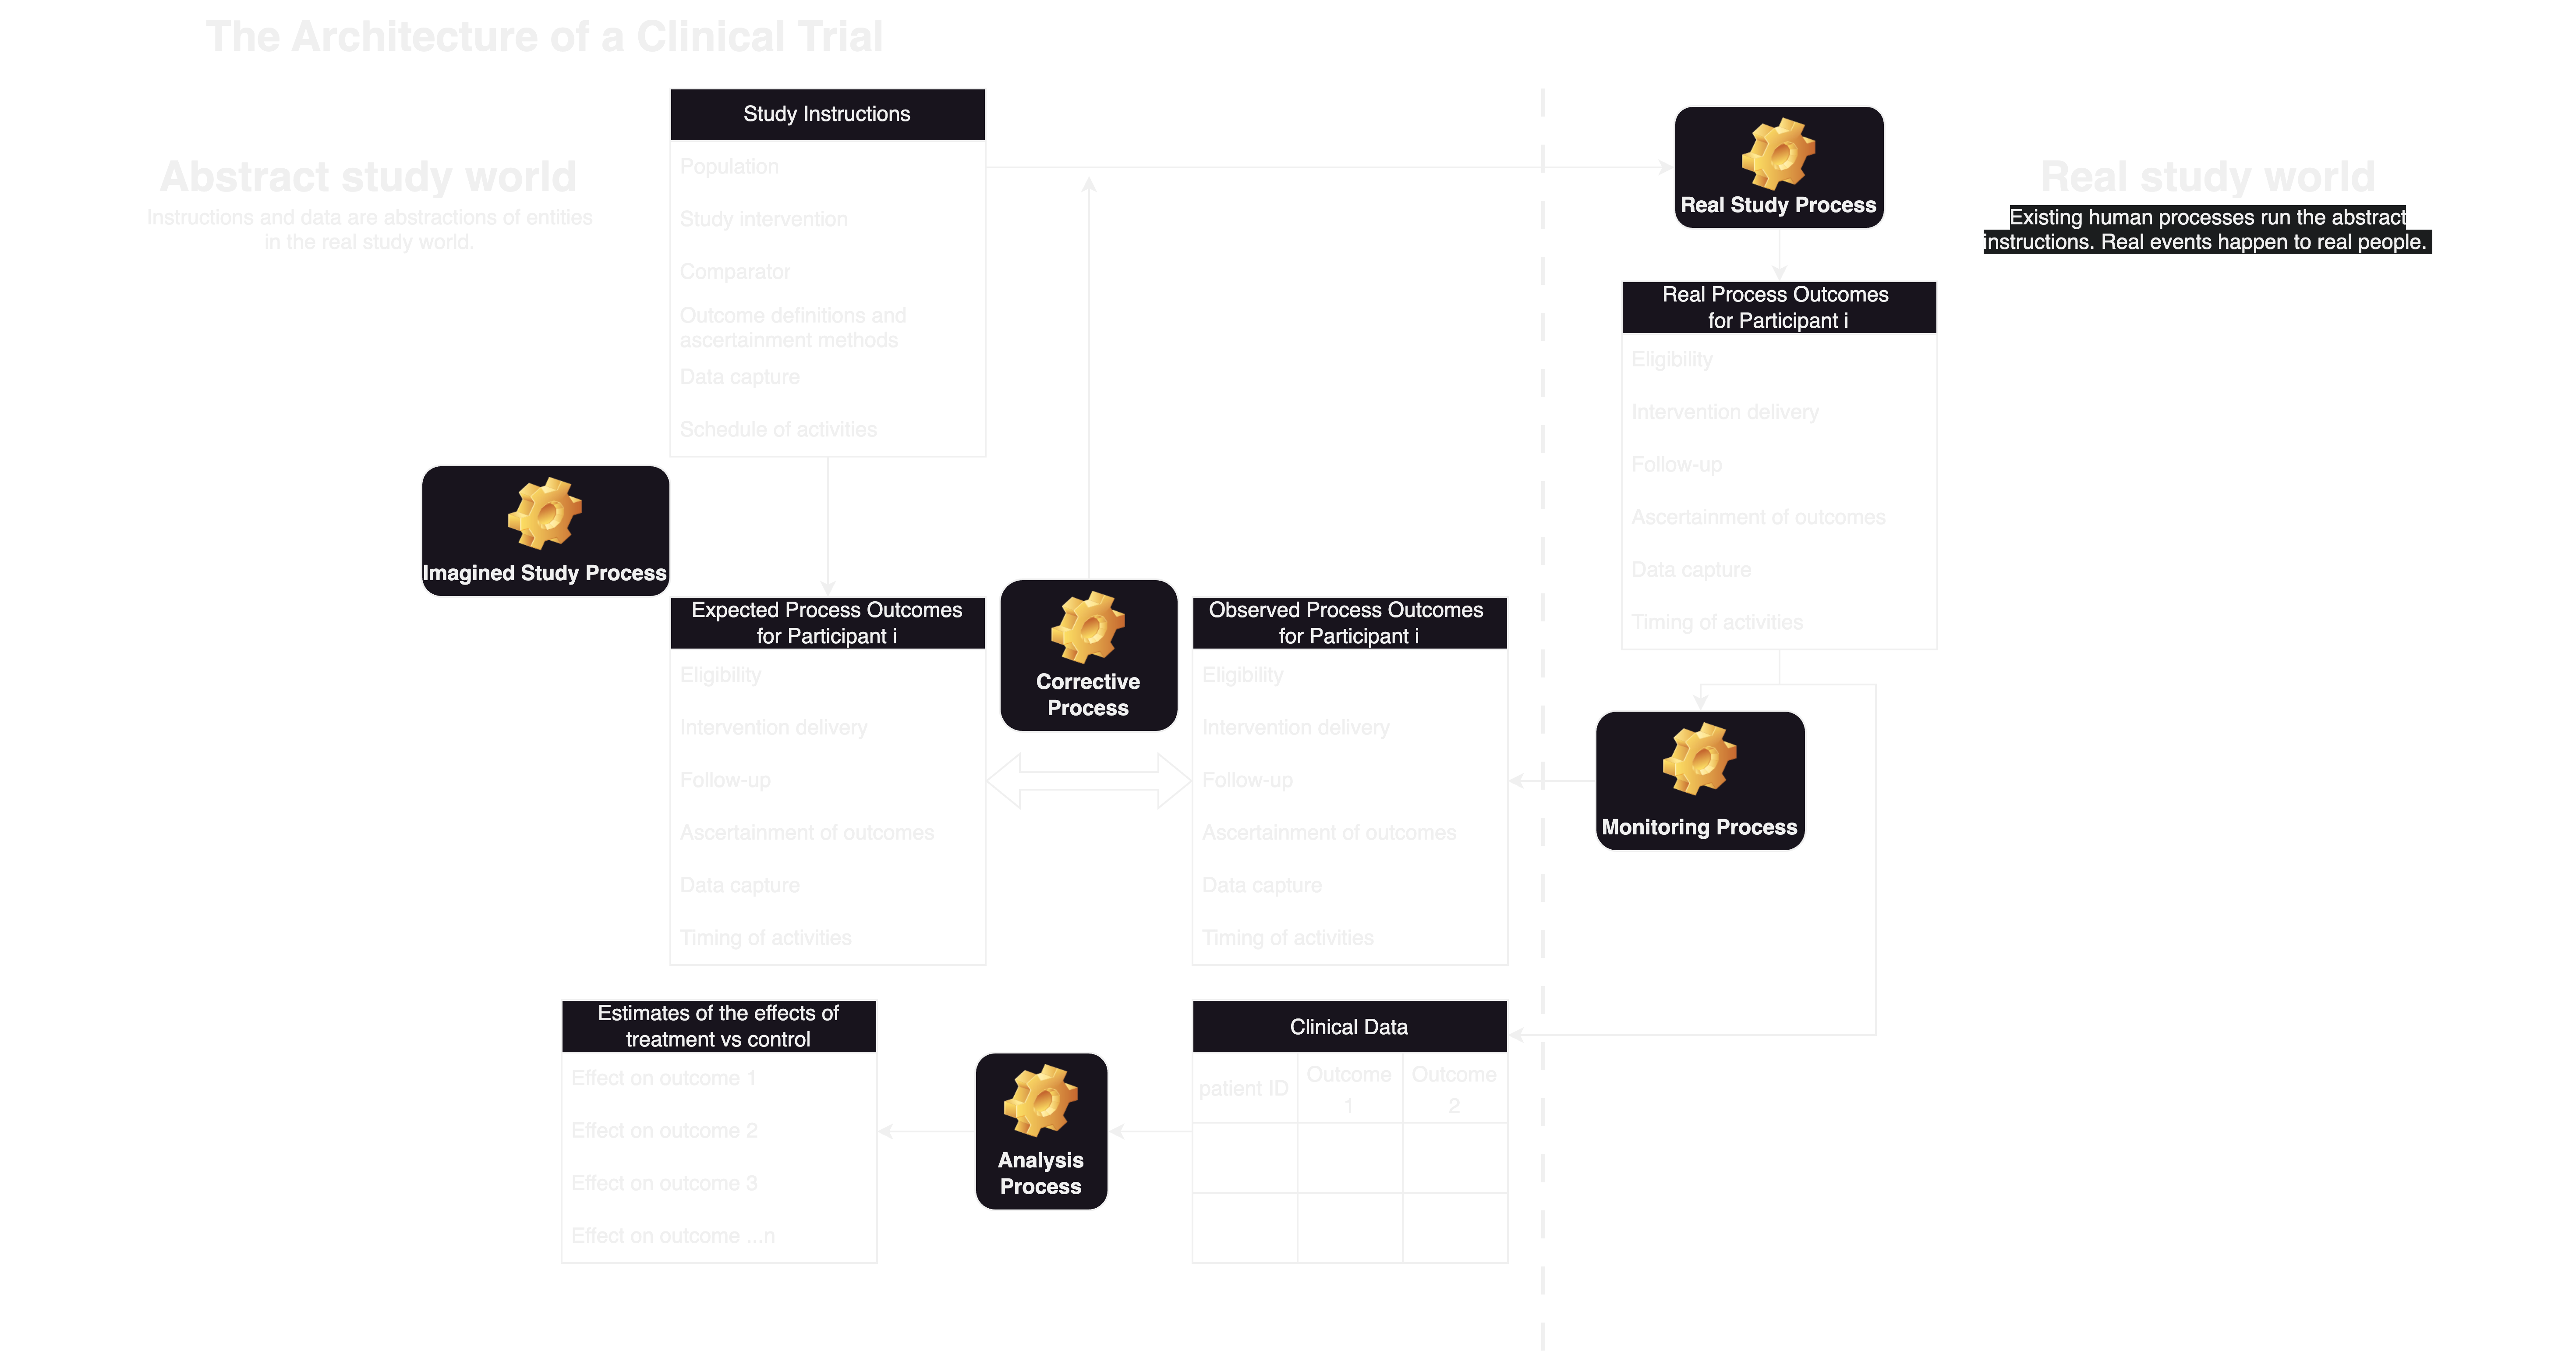 The Architecture of a Clinical Trial
Abstract study world
Instructions and data are abstractions of entities
in the real study world.
Study Instructions
Population
Study intervention
Comparator
Outcome definitions and
ascertainment methods
Data capture
Schedule of activities
Real Study Process
Real study world
Existing human processes run the abstract
instructions. Real events happen to real people.
Real Process Outcomes
for Participant i
Eligibility
Intervention delivery
Follow-up
Ascertainment of outcomes
Data capture
Timing of activities
Imagined Study Process
Expected Process Outcomes
for Participant i
Eligibility
Intervention delivery
Follow-up
Ascertainment of outcomes
Data capture
Timing of activities
Corrective
Process
Observed Process Outcomes
for Participant i
Eligibility
Intervention delivery
Follow-up
Ascertainment of outcomes
Data capture
Timing of activities
Monitoring Process
Estimates of the effects of
treatment vs control
Effect on outcome 1
Effect on outcome 2
Effect on outcome 3
Effect on outcome ...n
Analysis
Process
Clinical Data
patient ID
Outcome
1
Outcome
2